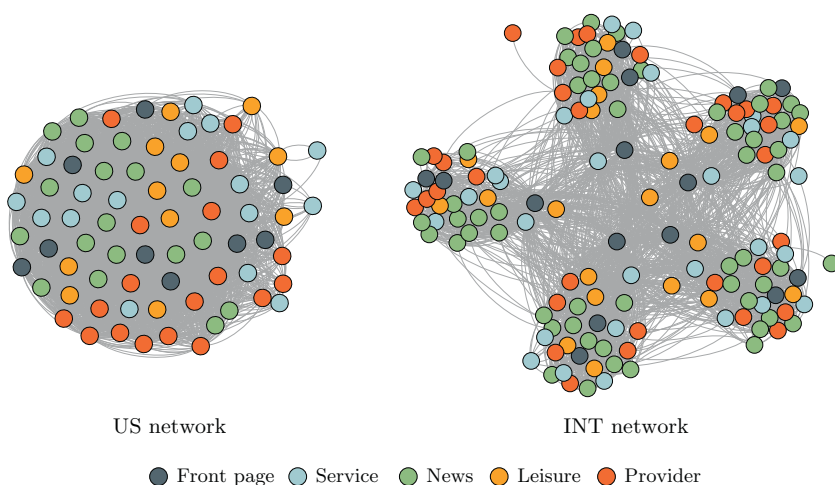 US network
INT network
Front page
Service
News
Leisure
Provider